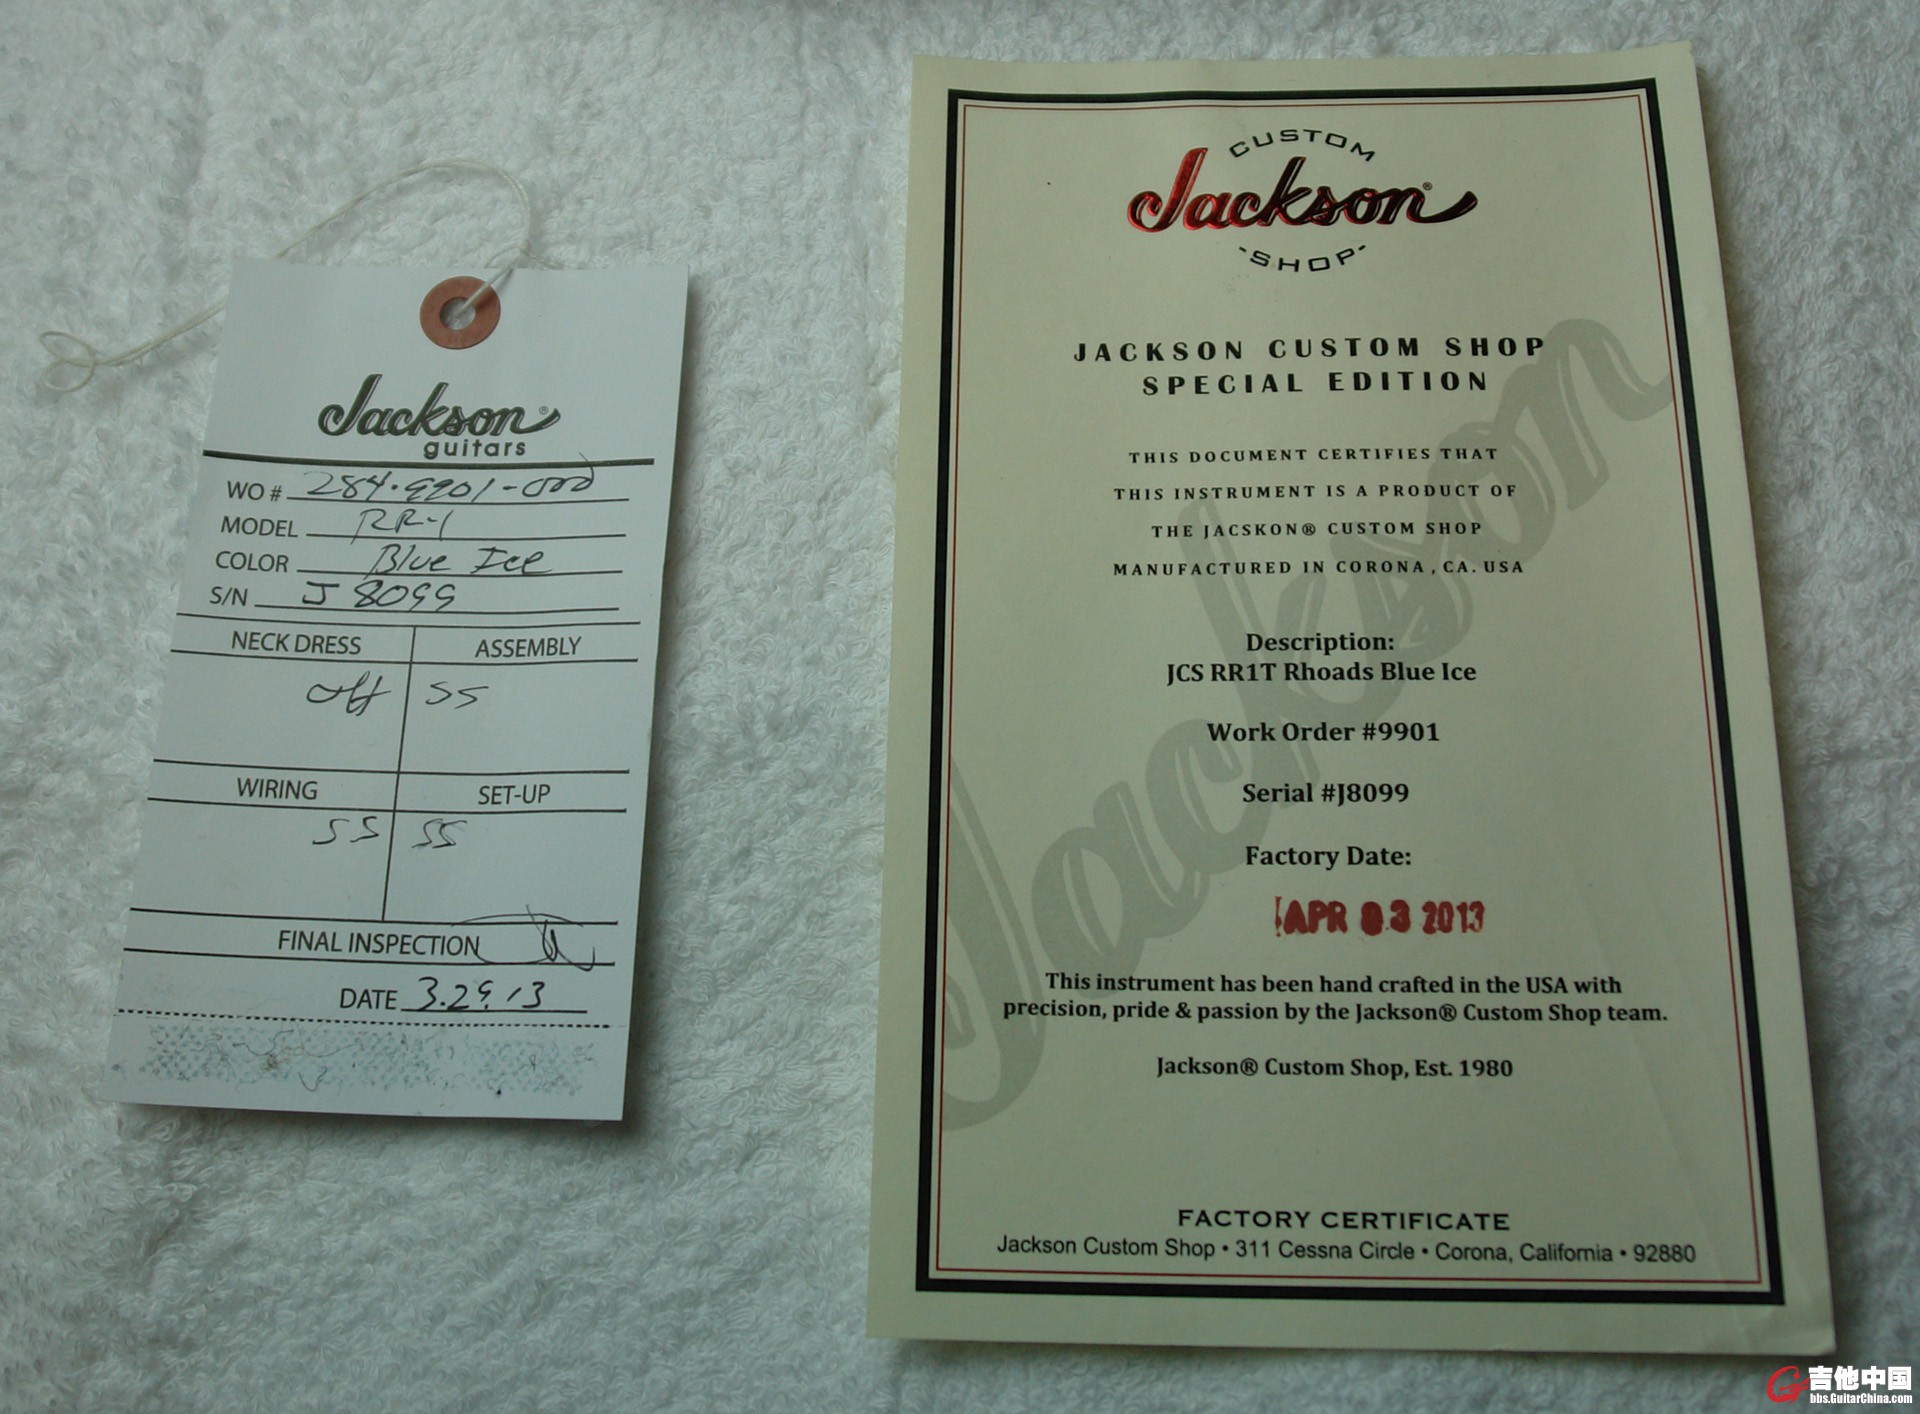 Jackson®
guitars
WO # 284.9901-000
MODEL RR-1
COLOR Blue Ice
S/N J 8099
NECK DRESS
ASSEMBLY
SS
WIRING
SET-UP
SS
SS
FINAL INSPECTION
DATE 3.29.13
CUSTOM
Jackson®
-SHOP-
JACKSON CUSTOM SHOP
SPECIAL EDITION
THIS DOCUMENT CERTIFIES THAT
THIS INSTRUMENT IS A PRODUCT OF
THE JACSKON® CUSTOM SHOP
MANUFACTURED IN CORONA, CA. USA
Description:
JCS RR1T Rhoads Blue Ice
Work Order #9901
Serial #J8099
Factory Date:
APR 03 2013
This instrument has been hand crafted in the USA with
precision, pride & passion by the Jackson® Custom Shop team.
Jackson® Custom Shop, Est. 1980
FACTORY CERTIFICATE
Jackson Custom Shop • 311 Cessna Circle • Corona, California • 92880
Jackson
吉他中国
bbs.GuitarChina.com